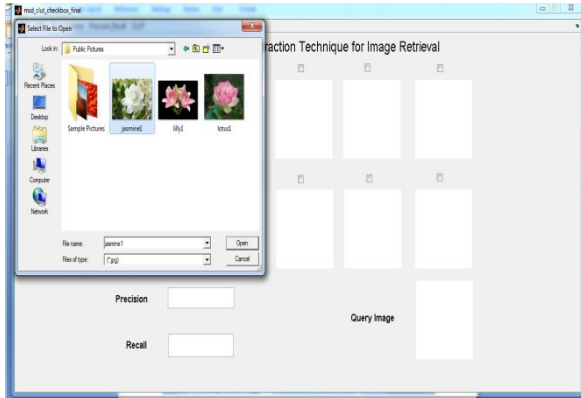 msd_clut_checkbox_final
Select File to Open
raction Technique for Image Retrieval
Look in: Public Pictures
Recent Places
Desktop
Libraries
Computer
Network
Sample Pictures
jasmine1
lilly1
lotus1
File name: jasmine1
Open
Files of type: (*.jpg)
Cancel
Precision
Query Image
Recall